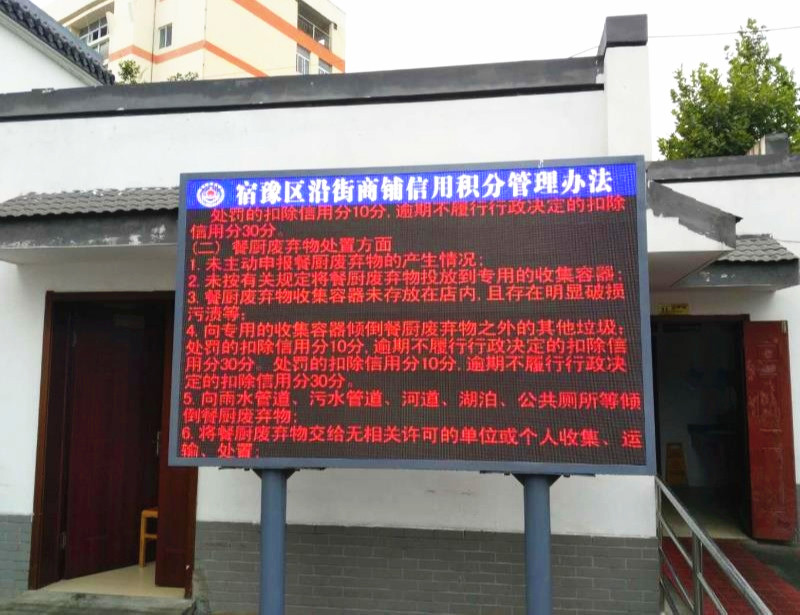 宿豫区沿街商铺信用积分管理办法
处罚的扣除信用分10分,逾期不履行行政决定的扣除
信用分30分。
(二) 餐厨废弃物处置方面
1. 未主动申报餐厨废弃物的产生情况;
2. 未按有关规定将餐厨废弃物投放到专用的收集容器;
3. 餐厨废弃物收集容器未存放在店内,且存在明显破损
污渍等;
4. 向专用的收集容器倾倒餐厨废弃物之外的其他垃圾;
处罚的扣除信用分10分,逾期不履行行政决定的扣除信
用分30分。处罚的扣除信用分10分,逾期不履行行政决
定的扣除信用分30分。
5. 向雨水管道、污水管道、河道、湖泊、公共厕所等倾
倒餐厨废弃物;
6. 将餐厨废弃物交给无相关许可的单位或个人收集、运
输、处置;